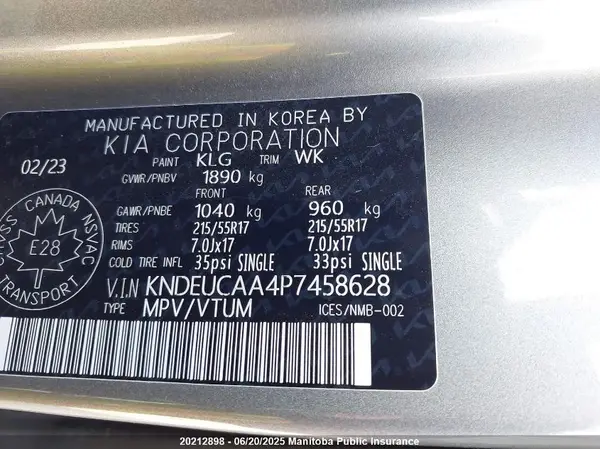 MANUFACTURED IN KOREA BY
KIA CORPORATION
02/23 PAINT KLG TRIM WK
GVWR/PNBV 1890 kg
FRONT REAR
GAWR/PNBE 1040 kg 960 kg
TIRES 215/55R17 215/55R17
RIMS 7.0Jx17 7.0Jx17
COLD TIRE INFL 35psi SINGLE 33psi SINGLE
V.I.N KNDEUCAA4P7458628
TYPE MPV/VTUM ICES/NMB-002
CANADA NSVAC
E28
TRANSPORT
20212898 - 06/20/2025 Manitoba Public Insurance